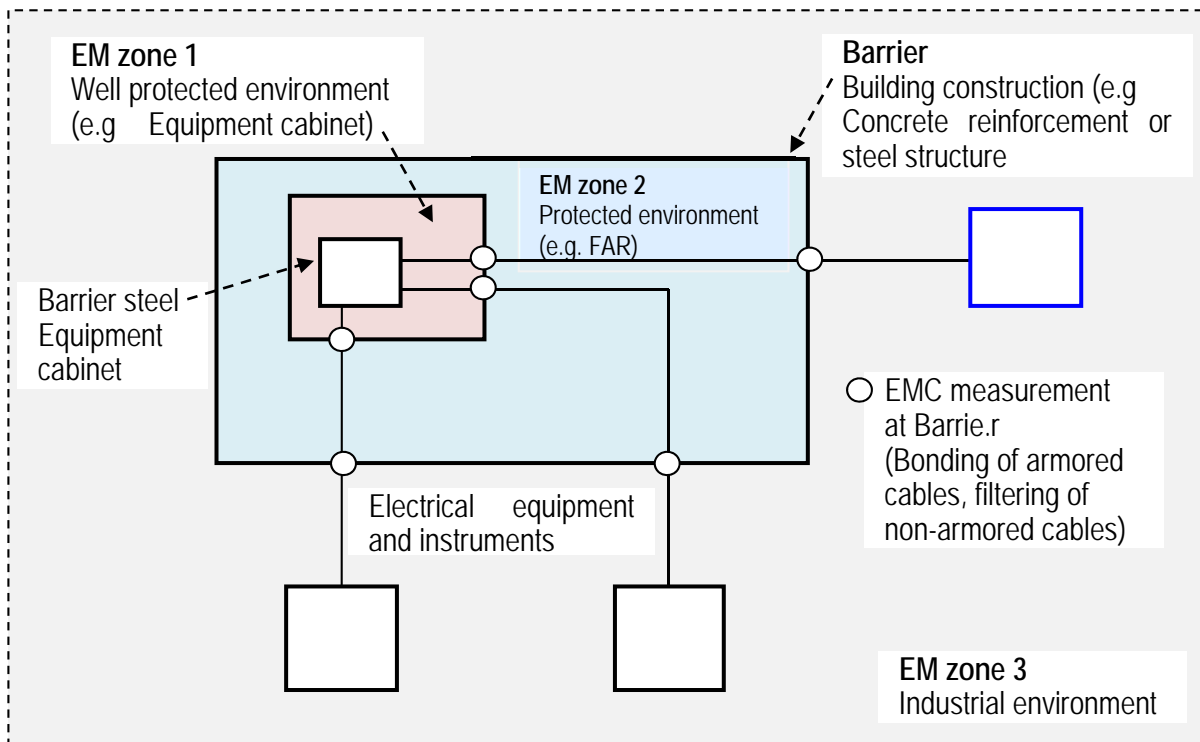 EM zone 1
Well protected environment
(e.g Equipment cabinet)
Barrier
Building construction (e.g
Concrete reinforcement or
steel structure
EM zone 2
Protected environment
(e.g. FAR)
Barrier steel
Equipment
cabinet
EMC measurement
at Barrie.r
(Bonding of armored
cables, filtering of
non-armored cables)
Electrical equipment
and instruments
EM zone 3
Industrial environment